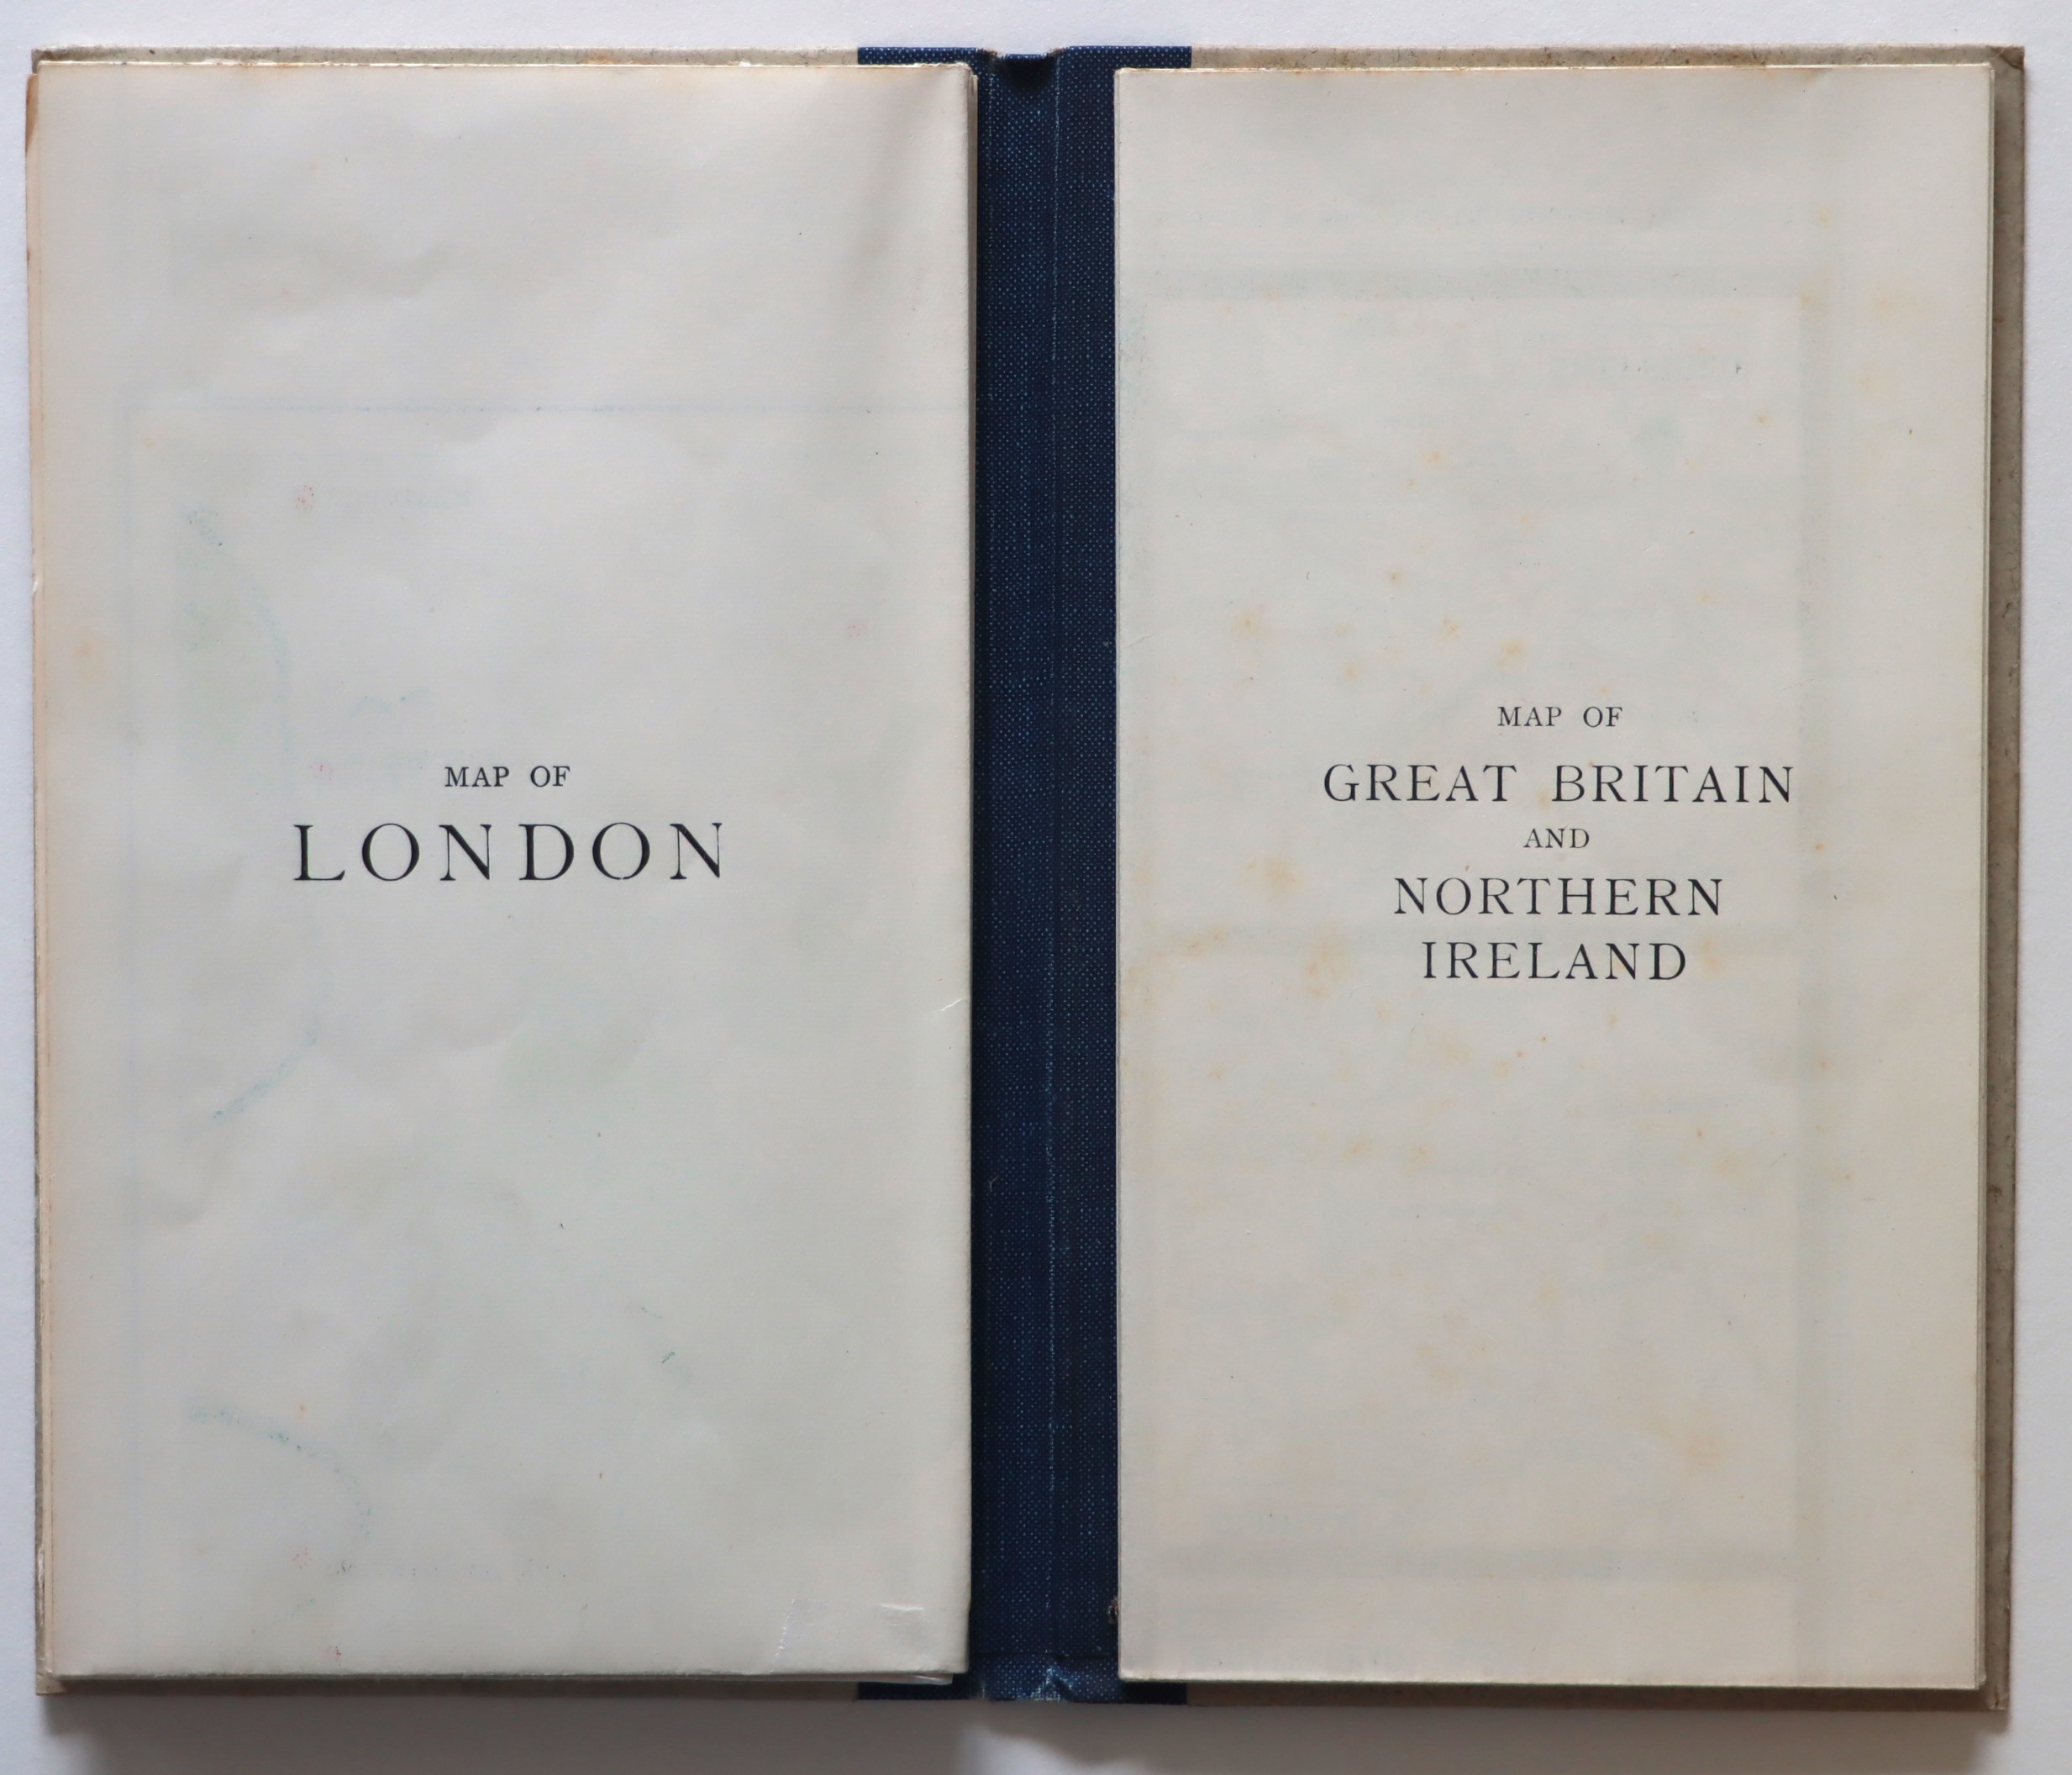 MAP OF
LONDON
MAP OF
GREAT BRITAIN
AND
NORTHERN
IRELAND